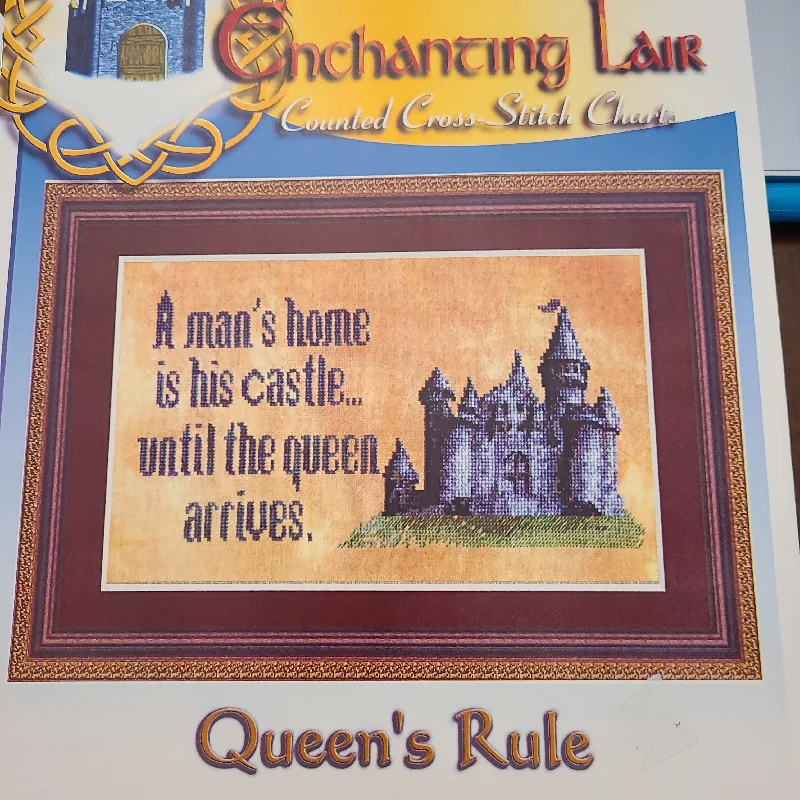 Enchanting Lair
Counted Cross-Stitch Charts
A man's home
is his castle...
until the queen
arrives.
Queen's Rule